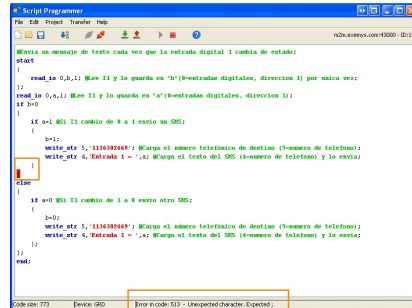 Script Programmer
File Edit Project Transfer Help
m2m.exemys.com:43000 - ID:1
@Envia un mensaje de texto cada vez que la entrada digital 1 cambia de estado;
start
(
read_io 0,b,1; @Lee I1 y lo guarda en "b"(0=entradas digitales, direccion 1) por unica vez;
);
read_io 0,a,1; @Lee I1 y lo guarda en "a"(0=extradas digitales, direccion 1);
if b=0
(
if a=1 @Si I1 cambio de 0 a 1 envio un SMS;
(
b=1;
write_str 5,'1136302469'; @Carga el número telefónico de destino (5=numero de telefono);
write_str 4,'Entrada 1 = ',a; @Carga el texto del SMS (4=numero de telefono) y lo envia;
)
)
else
(
if a=0 @Si I1 cambio de 1 a 0 envio otro SMS;
(
b=0;
write_str 5,'1136302469'; @Carga el número telefónico de destino (5=numero de telefono);
write_str 4,'Entrada 1 = ',a; @Carga el texto del SMS (4=numero de telefono) y lo envia;
);
);
end;
Code size: 773 Device: GRD Error in code: 513 - Unexpected character. Expected ;